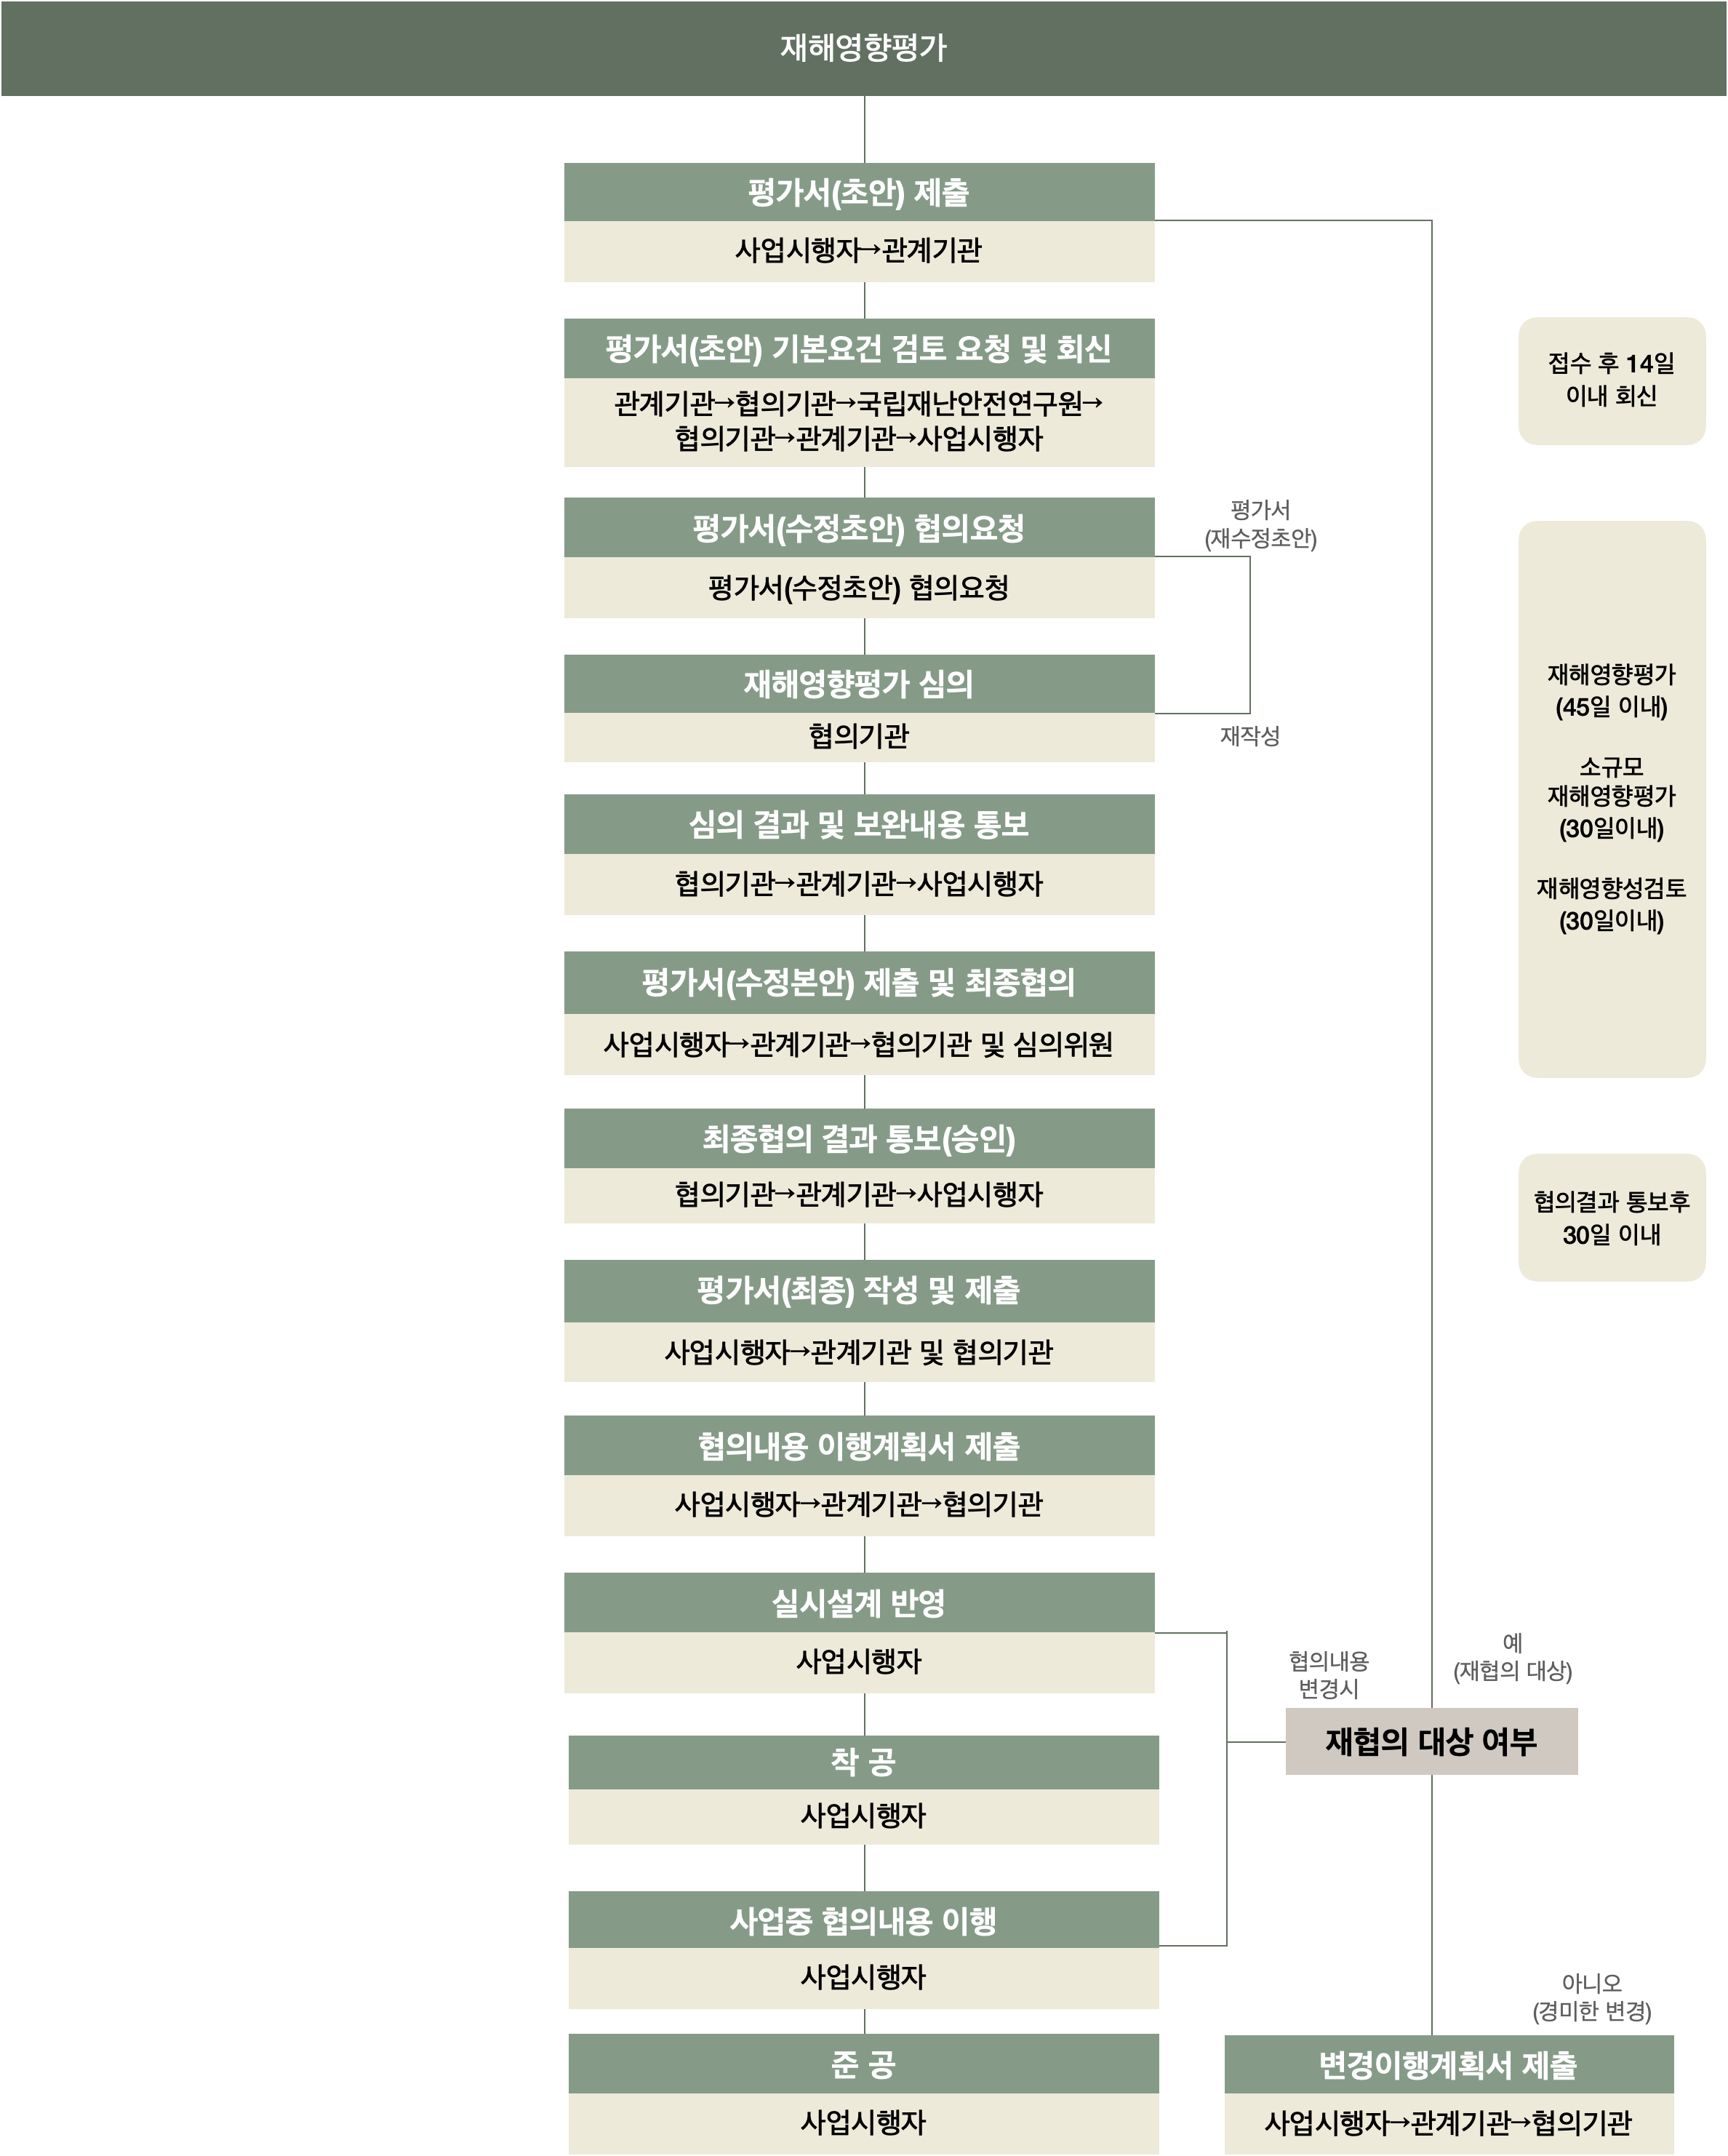 재해영향평가
평가서(초안) 제출
사업시행자→관계기관
평가서(초안) 기본요건 검토 요청 및 회신
관계기관→협의기관→국립재난안전연구원→
협의기관→관계기관→사업시행자
접수 후 14일
이내 회신
평가서(수정초안) 협의요청
평가서(수정초안) 협의요청
평가서
(재수정초안)
재해영향평가 심의
협의기관
재작성
심의 결과 및 보완내용 통보
협의기관→관계기관→사업시행자
평가서(수정본안) 제출 및 최종협의
사업시행자→관계기관→협의기관 및 심의위원
재해영향평가
(45일 이내)
소규모
재해영향평가
(30일이내)
재해영향성검토
(30일이내)
최종협의 결과 통보(승인)
협의기관→관계기관→사업시행자
협의결과 통보후
30일 이내
평가서(최종) 작성 및 제출
사업시행자→관계기관 및 협의기관
협의내용 이행계획서 제출
사업시행자→관계기관→협의기관
실시설계 반영
사업시행자
협의내용
변경시
예
(재협의 대상)
재협의 대상 여부
착 공
사업시행자
사업중 협의내용 이행
사업시행자
아니오
(경미한 변경)
준 공
사업시행자
변경이행계획서 제출
사업시행자→관계기관→협의기관